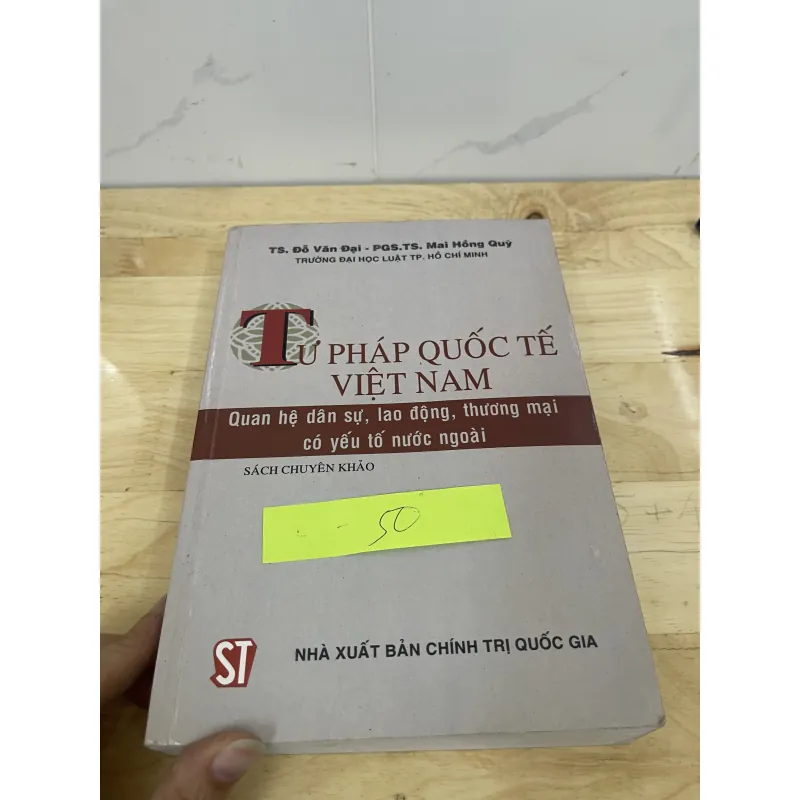 TS. Đỗ Văn Đại - PGS.TS. Mai Hồng Quỳ
TRƯỜNG ĐẠI HỌC LUẬT TP. HỒ CHÍ MINH
TƯ PHÁP QUỐC TẾ
VIỆT NAM
Quan hệ dân sự, lao động, thương mại
có yếu tố nước ngoài
SÁCH CHUYÊN KHẢO
- 50
ST
NHÀ XUẤT BẢN CHÍNH TRỊ QUỐC GIA